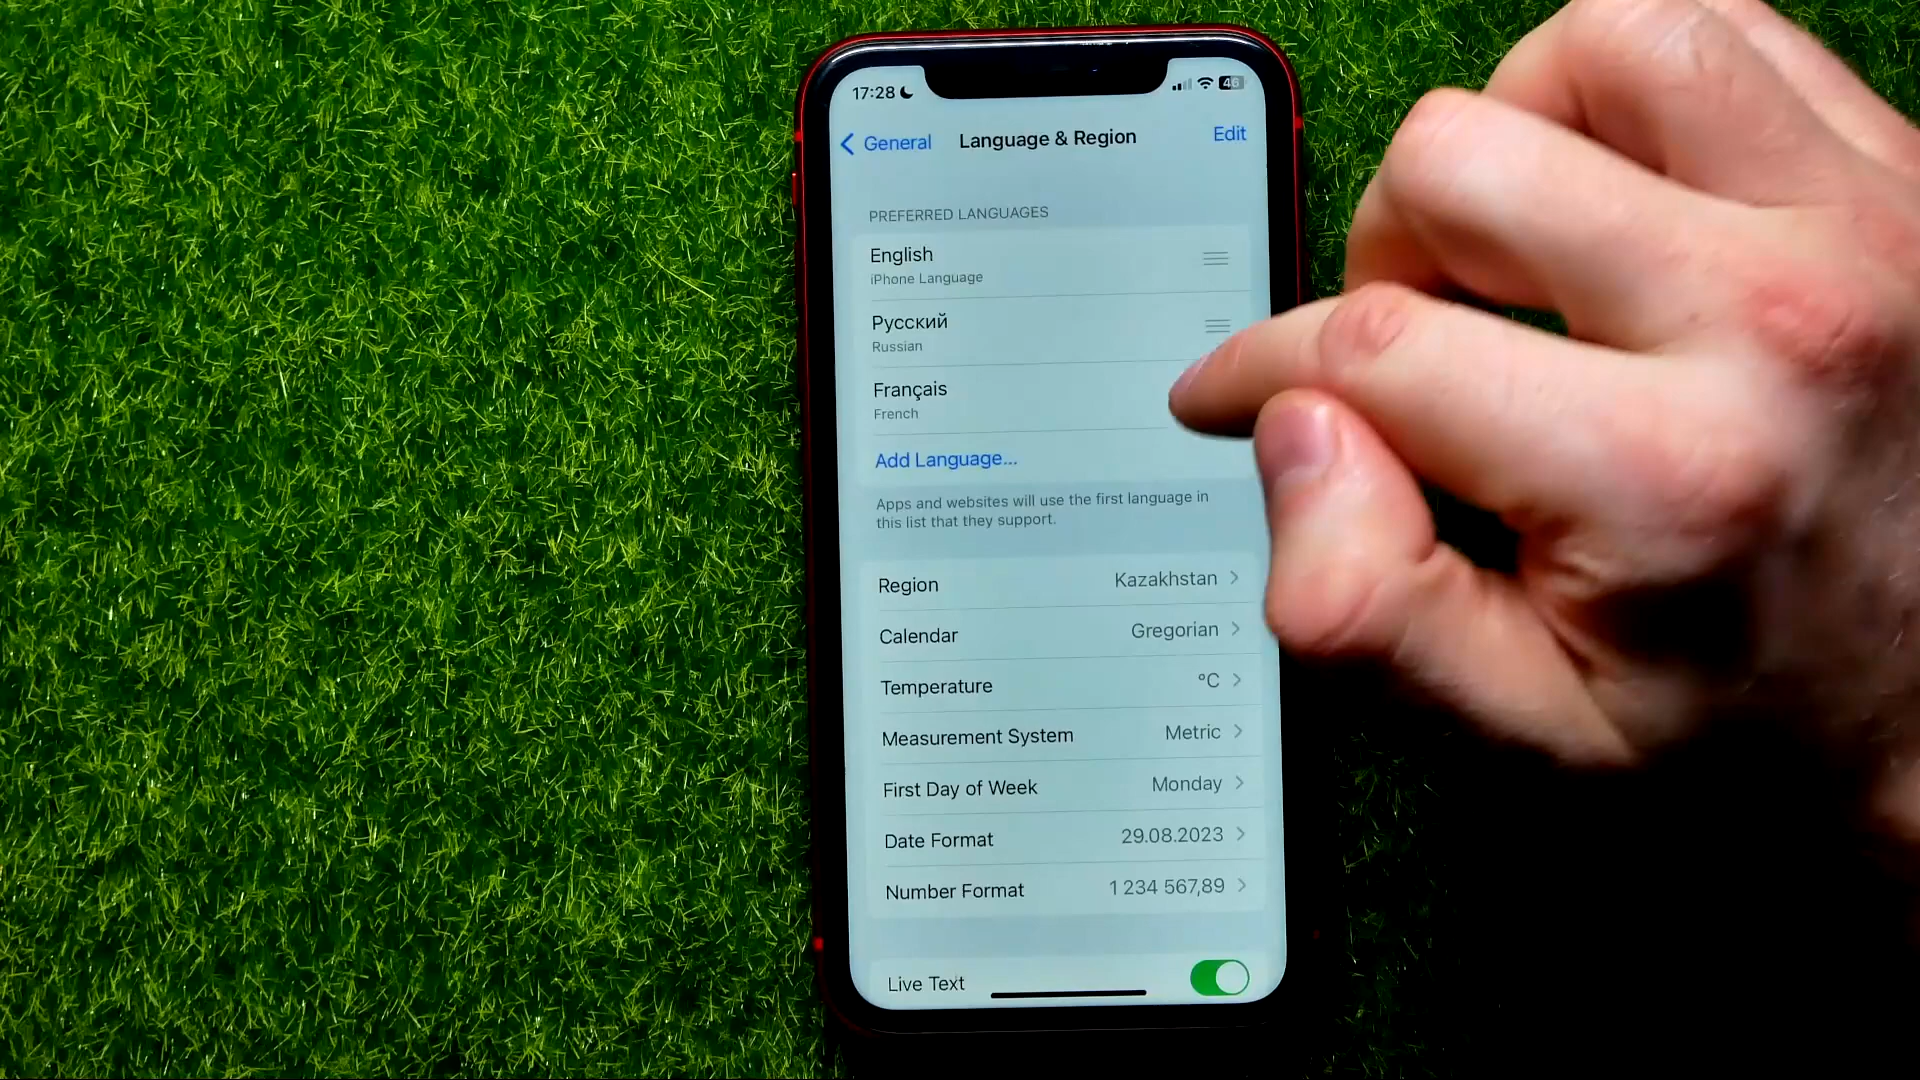 17:28
46
General
Language & Region
Edit
PREFERRED LANGUAGES
English
iPhone Language
Русский
Russian
Français
French
Add Language...
Apps and websites will use the first language in
this list that they support.
Region Kazakhstan
Calendar Gregorian
Temperature °C
Measurement System Metric
First Day of Week Monday
Date Format 29.08.2023
Number Format 1 234 567,89
Live Text